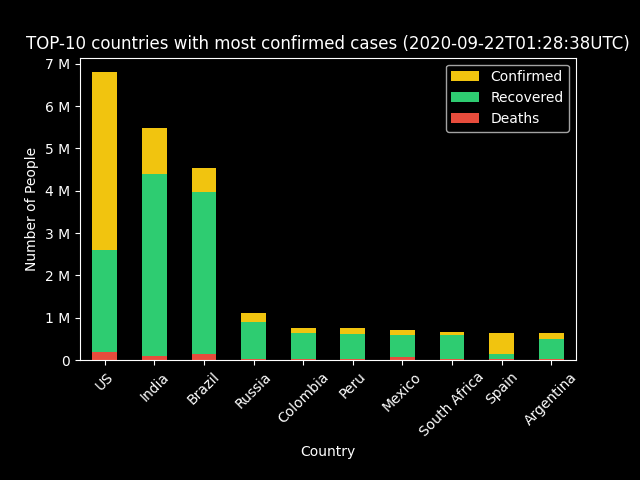 TOP-10 countries with most confirmed cases (2020-09-22T01:28:38UTC)
Confirmed
Recovered
Deaths
Number of People
7 M
6 M
5 M
4 M
3 M
2 M
1 M
0
US
India
Brazil
Russia
Colombia
Peru
Mexico
South Africa
Spain
Argentina
Country